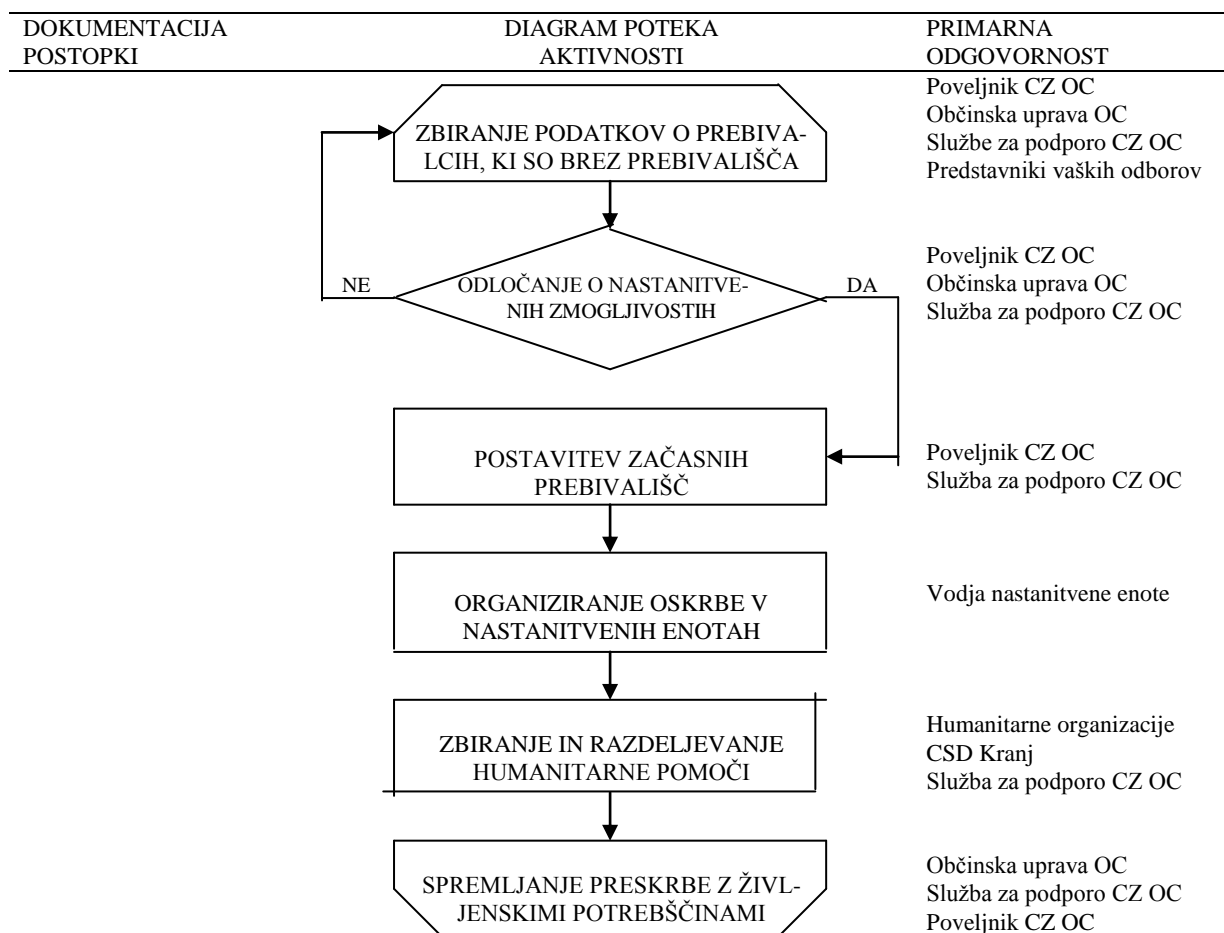 DOKUMENTACIJA
POSTOPKI
DIAGRAM POTEKA
AKTIVNOSTI
PRIMARNA
ODGOVORNOST
ZBIRANJE PODATKOV O PREBIVA-
LCIH, KI SO BREZ PREBIVALIŠČA
Poveljnik CZ OC
Občinska uprava OC
Službe za podporo CZ OC
Predstavniki vaških odborov
NE
ODLOČANJE O NASTANITVE-
NIH ZMOGLJIVOSTIH
DA
Poveljnik CZ OC
Občinska uprava OC
Služba za podporo CZ OC
POSTAVITEV ZAČASNIH
PREBIVALIŠČ
Poveljnik CZ OC
Služba za podporo CZ OC
ORGANIZIRANJE OSKRBE V
NASTANITVENIH ENOTAH
Vodja nastanitvene enote
ZBIRANJE IN RAZDELJEVANJE
HUMANITARNE POMOČI
Humanitarne organizacije
CSD Kranj
Služba za podporo CZ OC
SPREMLJANJE PRESKRBE Z ŽIVL-
JENSKIMI POTREBŠČINAMI
Občinska uprava OC
Služba za podporo CZ OC
Poveljnik CZ OC